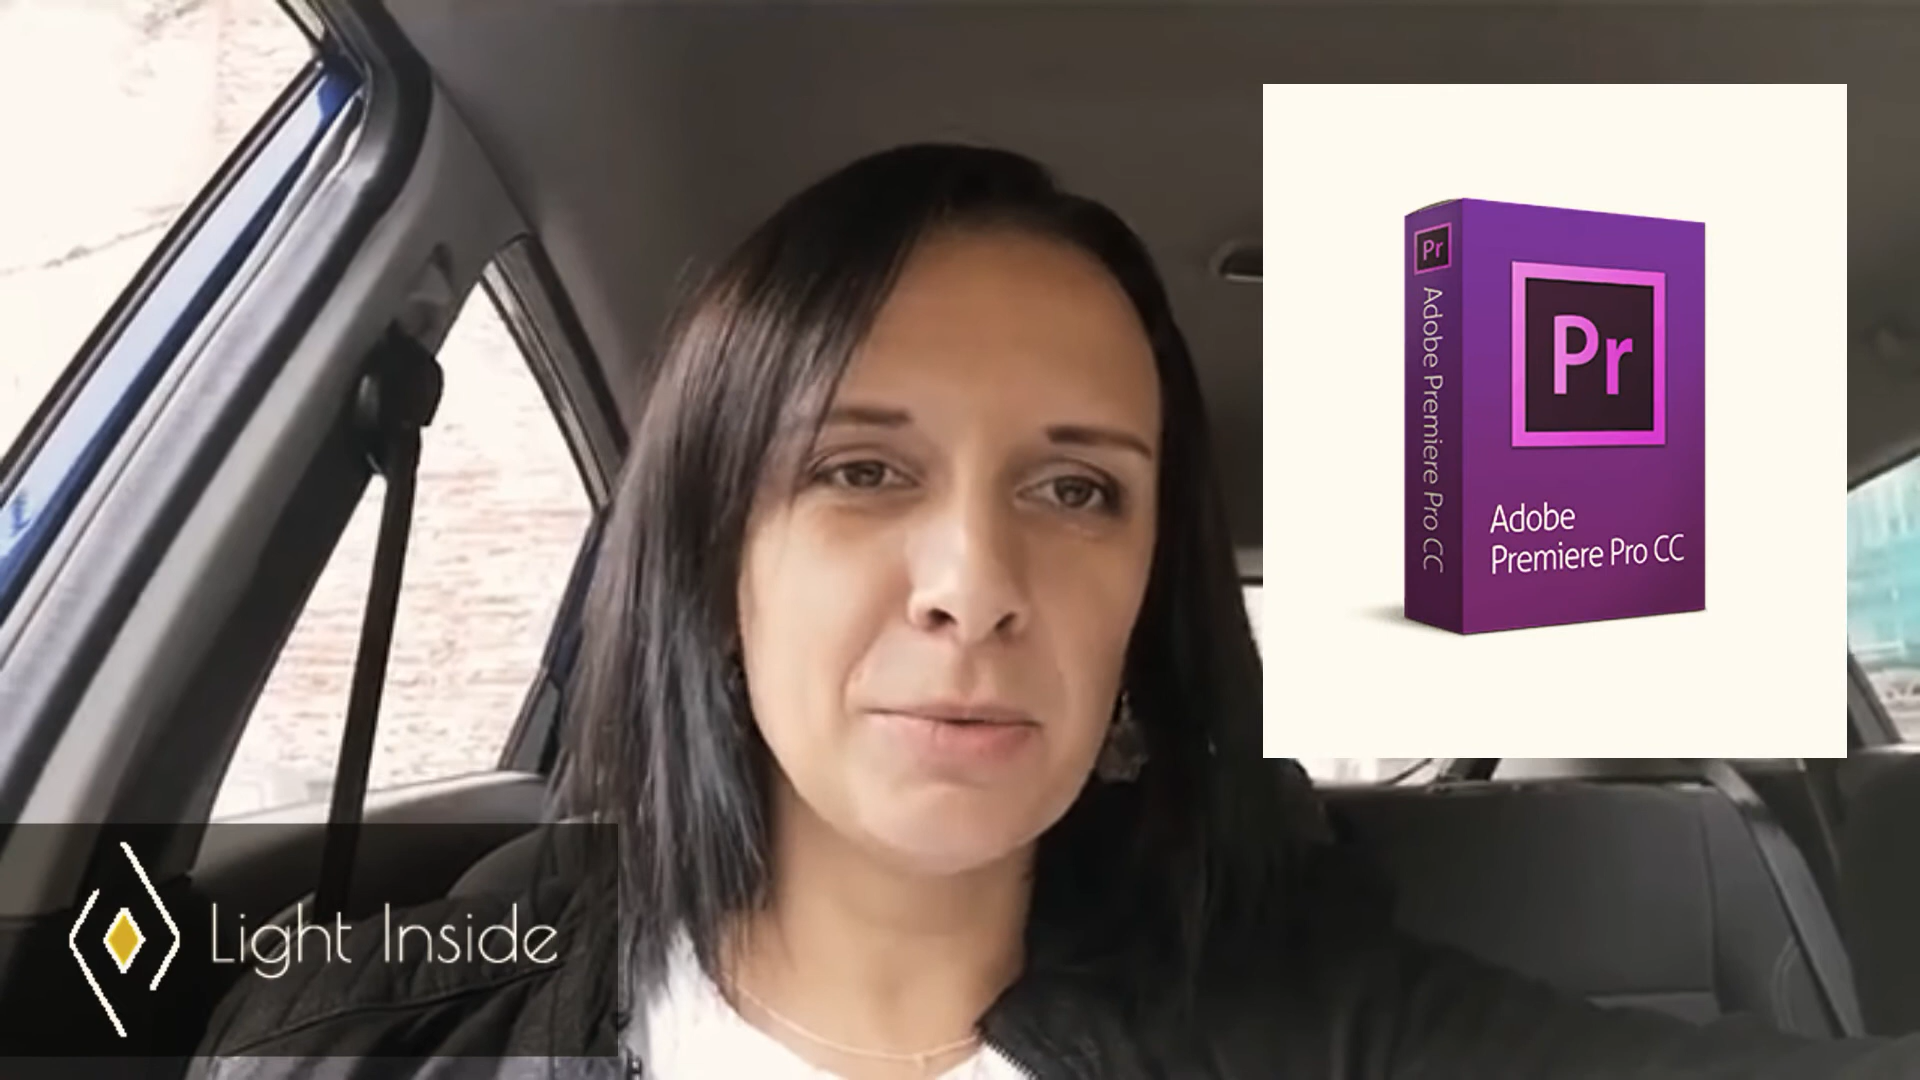 Pr
Adobe Premiere Pro CC
Pr
Adobe
Premiere Pro CC
Light Inside